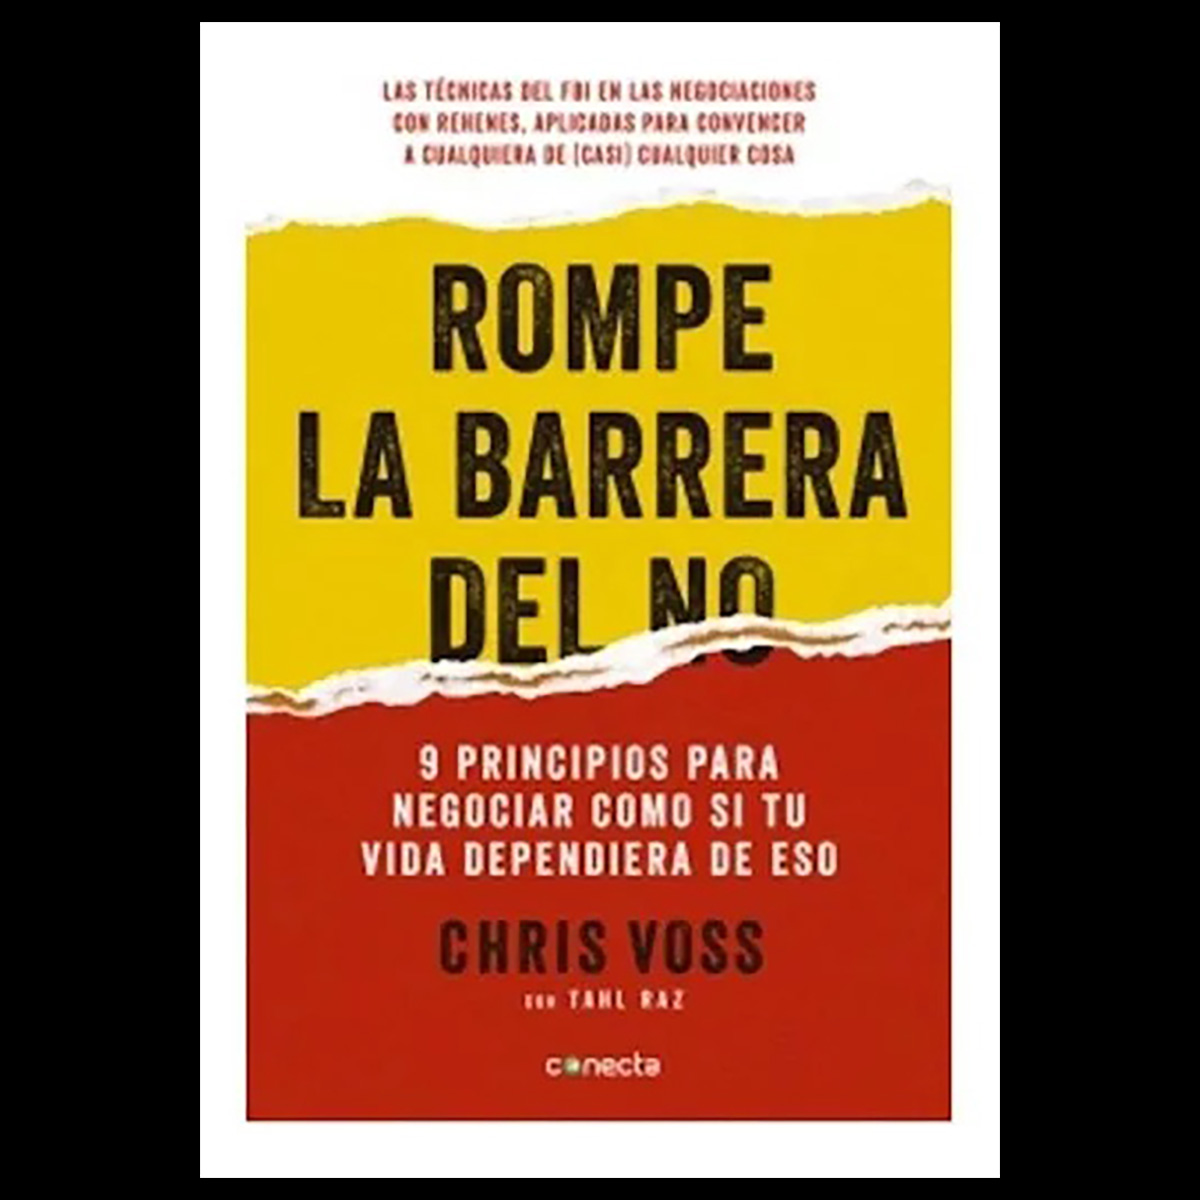 LAS TÉCNICAS DEL FBI EN LAS NEGOCIACIONES
CON REHENES, APLICADAS PARA CONVENCER
A CUALQUIERA DE (CASI) CUALQUIER COSA
ROMPE
LA BARRERA
DEL NO
9 PRINCIPIOS PARA
NEGOCIAR COMO SI TU
VIDA DEPENDIERA DE ESO
CHRIS VOSS
CON TAHL RAZ
conecta